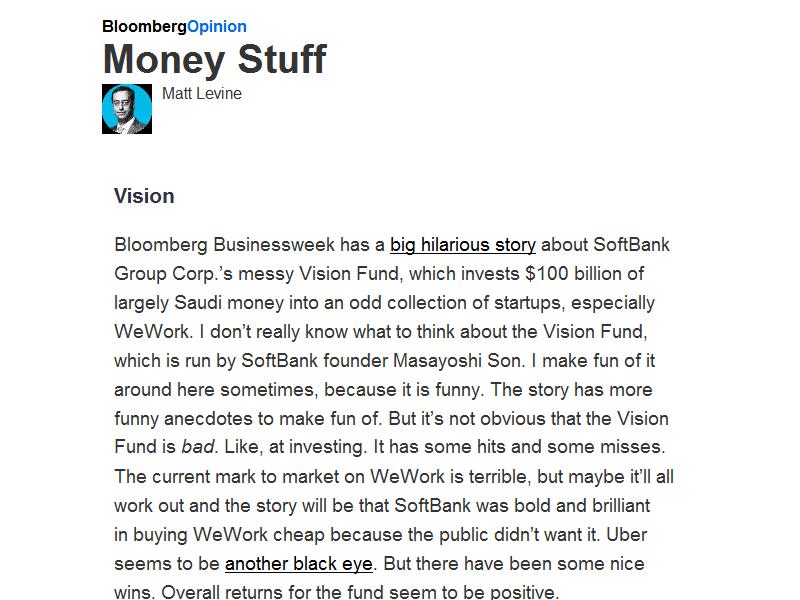 BloombergOpinion
Money Stuff
Matt Levine
Vision
Bloomberg Businessweek has a big hilarious story about SoftBank
Group Corp.’s messy Vision Fund, which invests $100 billion of
largely Saudi money into an odd collection of startups, especially
WeWork. I don’t really know what to think about the Vision Fund,
which is run by SoftBank founder Masayoshi Son. I make fun of it
around here sometimes, because it is funny. The story has more
funny anecdotes to make fun of. But it’s not obvious that the Vision
Fund is bad. Like, at investing. It has some hits and some misses.
The current mark to market on WeWork is terrible, but maybe it’ll all
work out and the story will be that SoftBank was bold and brilliant
in buying WeWork cheap because the public didn’t want it. Uber
seems to be another black eye. But there have been some nice
wins. Overall returns for the fund seem to be positive.